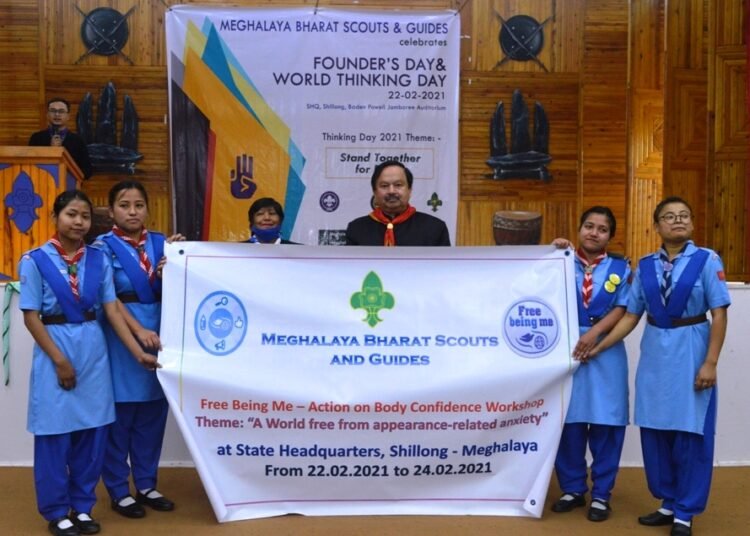 MEGHALAYA BHARAT SCOUTS & GUIDES
celebrates
FOUNDER'S DAY&
WORLD THINKING DAY
22-02-2021
SHQ, Shillong, Baden Powell Jamboree Auditorium
Thinking Day 2021 Theme: -
Stand Together
for
MEGHALAYA BHARAT SCOUTS
AND GUIDES
Free
being me
Free Being Me – Action on Body Confidence Workshop
Theme: "A World free from appearance-related anxiety"
at State Headquarters, Shillong - Meghalaya
From 22.02.2021 to 24.02.2021